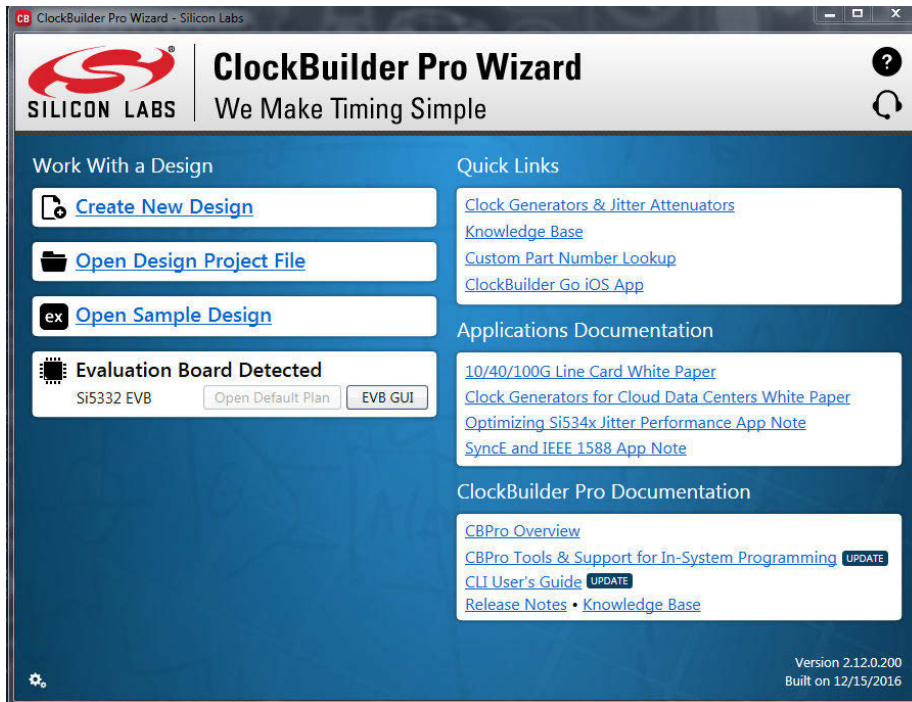 CB ClockBuilder Pro Wizard - Silicon Labs
SILICON LABS
ClockBuilder Pro Wizard
We Make Timing Simple
?
Work With a Design
Create New Design
Open Design Project File
ex Open Sample Design
Evaluation Board Detected
Si5332 EVB Open Default Plan EVB GUI
Quick Links
Clock Generators & Jitter Attenuators
Knowledge Base
Custom Part Number Lookup
ClockBuilder Go iOS App
Applications Documentation
10/40/100G Line Card White Paper
Clock Generators for Cloud Data Centers White Paper
Optimizing Si534x Jitter Performance App Note
SyncE and IEEE 1588 App Note
ClockBuilder Pro Documentation
CBPro Overview
CBPro Tools & Support for In-System Programming UPDATE
CLI User's Guide UPDATE
Release Notes • Knowledge Base
Version 2.12.0.200
Built on 12/15/2016